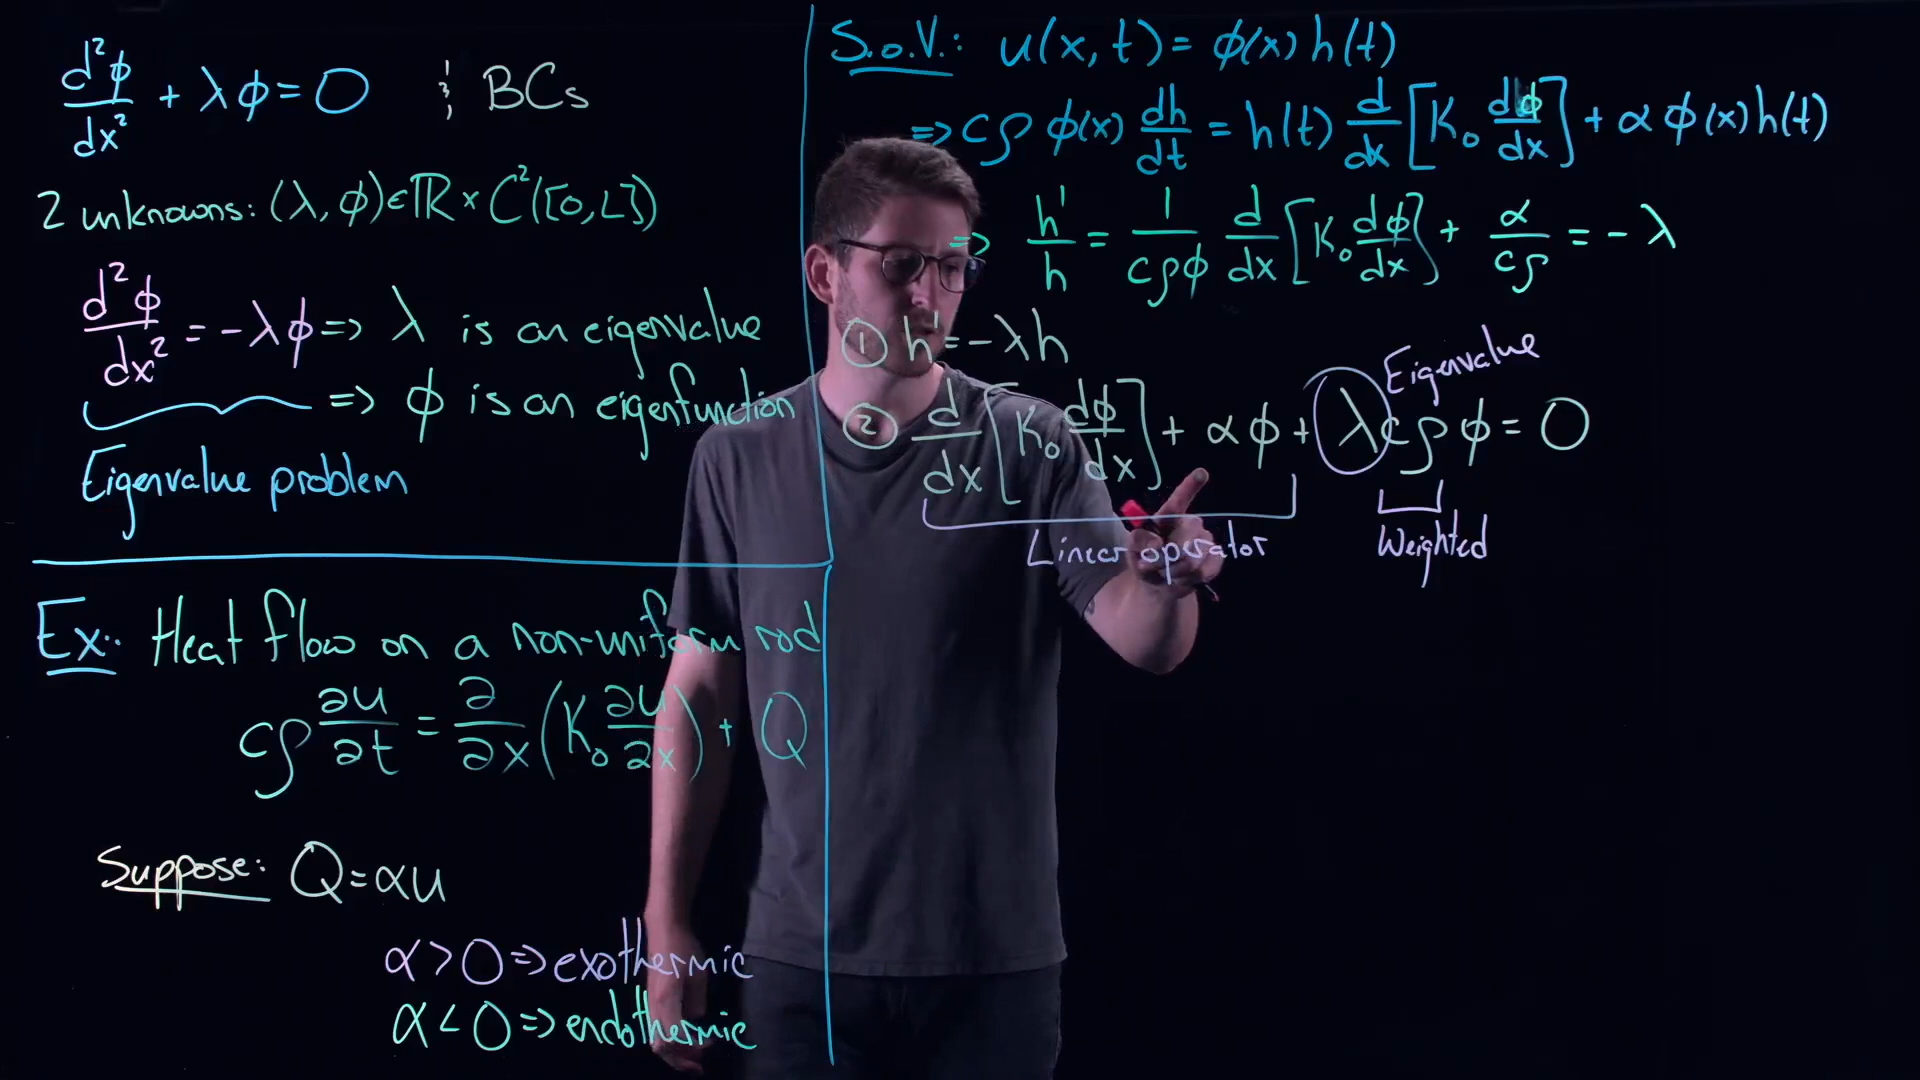 d²φ/dx² + λφ = 0 & BCs
2 unknowns: (λ, φ) ∈ ℝ × C²([0, L])
d²φ/dx² = -λφ => λ is an eigenvalue
=> φ is an eigenfunction
Eigenvalue problem
Ex.: Heat flow on a non-uniform rod
cρ ∂u/∂t = ∂/∂x (K₀ ∂u/∂x) + Q
Suppose: Q = αu
α > 0 => exothermic
α < 0 => endothermic
S.o.V.: u(x, t) = φ(x) h(t)
=> cρ φ(x) dh/dt = h(t) d/dx [K₀ dφ/dx] + α φ(x) h(t)
=> h'/h = 1/cρφ d/dx [K₀ dφ/dx] + α/cρ = -λ
① h' = -λh
Eigenvalue
② d/dx [K₀ dφ/dx] + αφ + λcρφ = 0
Linear operator
Weighted